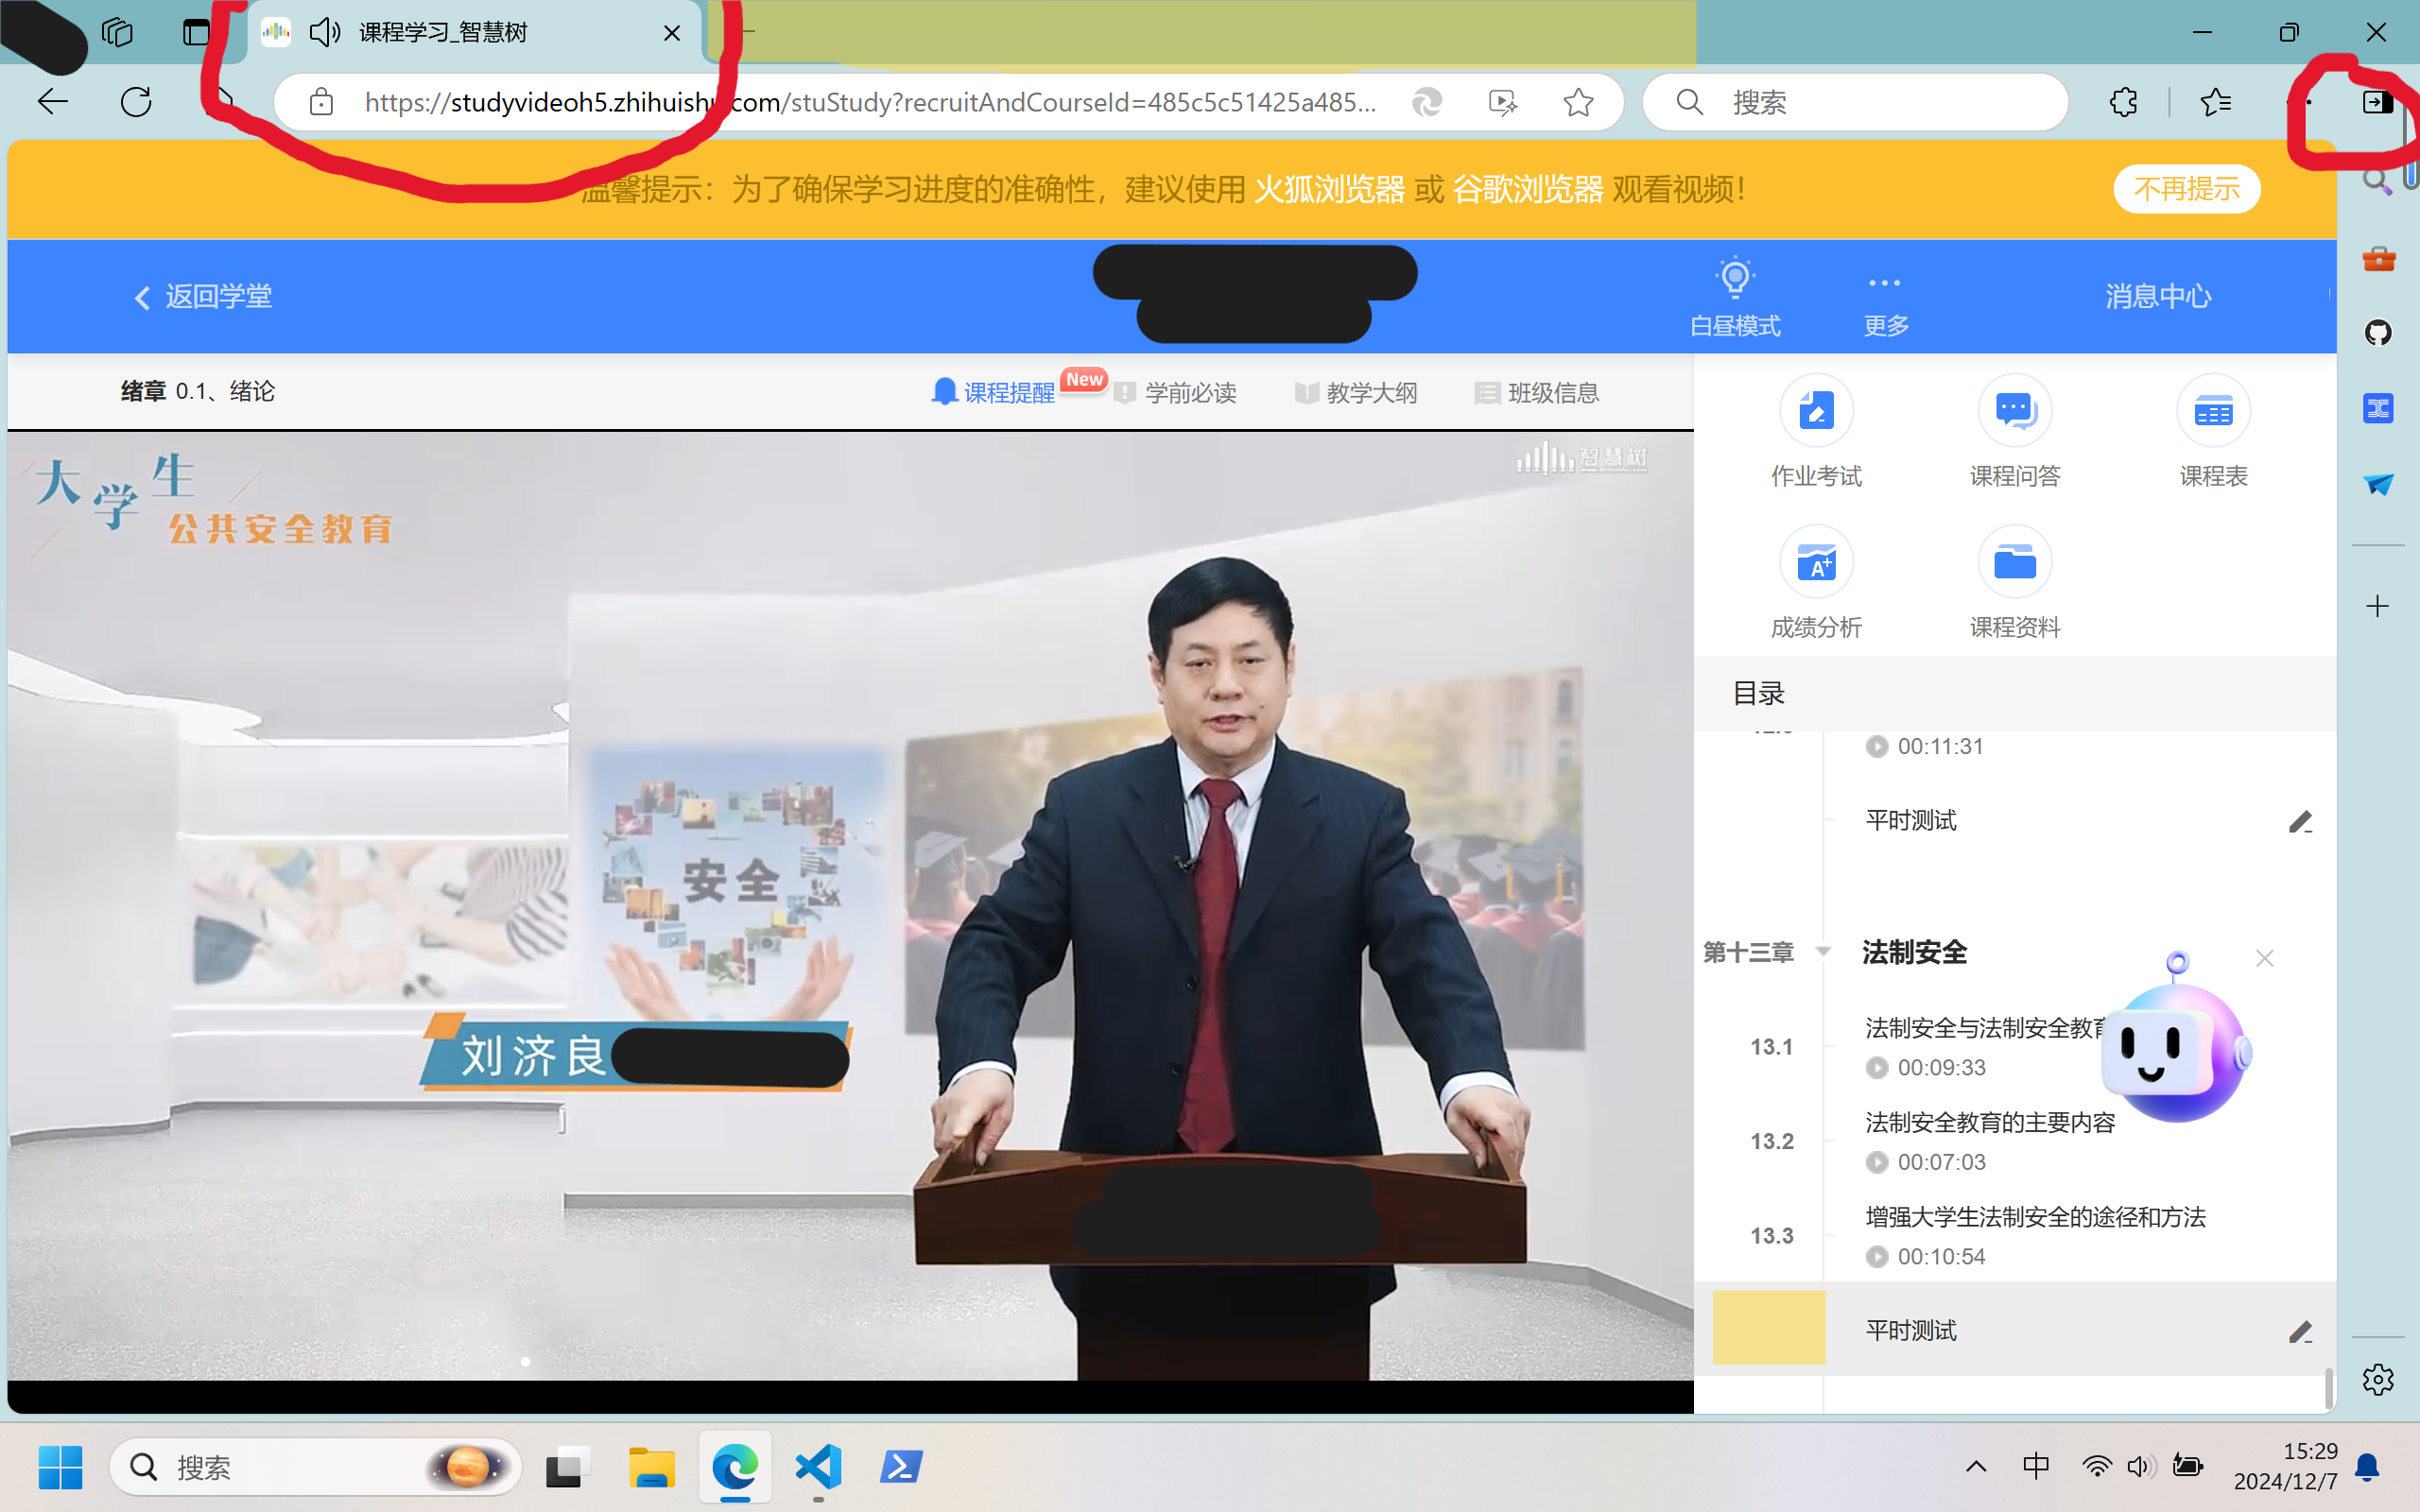 课程学习_智慧树
https://studyvideoh5.zhihuishu.com/stuStudy?recruitAndCourseId=485c5c51425a485...
搜索
温馨提示：为了确保学习进度的准确性，建议使用 火狐浏览器 或 谷歌浏览器 观看视频！
不再提示
返回学堂
白昼模式
更多
消息中心
绪章 0.1、绪论
课程提醒
New
学前必读
教学大纲
班级信息
大学生
公共安全教育
智慧树
安全
刘济良
作业考试
课程问答
课程表
A+
成绩分析
课程资料
目录
00:11:31
平时测试
第十三章
法制安全
13.1
法制安全与法制安全教育
00:09:33
13.2
法制安全教育的主要内容
00:07:03
13.3
增强大学生法制安全的途径和方法
00:10:54
平时测试
搜索
中
15:29
2024/12/7